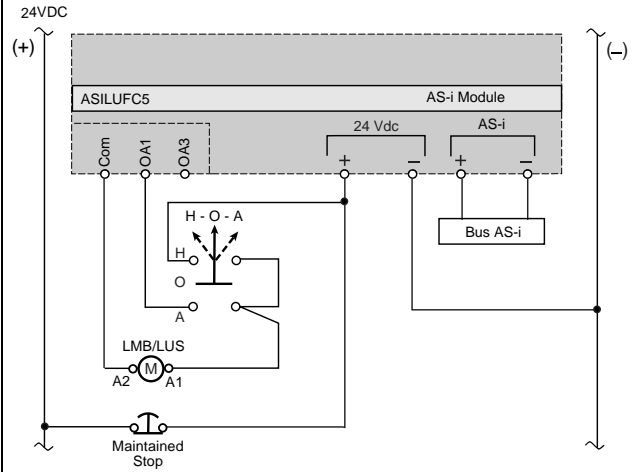 24VDC
(+)
(–)
ASILUFC5
AS-i Module
24 Vdc
AS-i
Com
OA1
OA3
+
–
+
–
H - O - A
Bus AS-i
H
O
A
LMB/LUS
M
A2
A1
Maintained
Stop